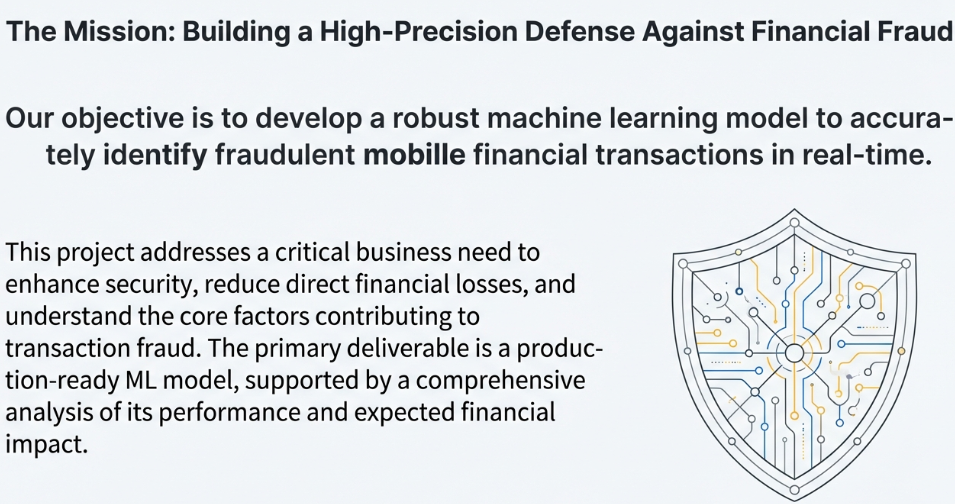 The Mission: Building a High-Precision Defense Against Financial Fraud
Our objective is to develop a robust machine learning model to accura-
tely identify fraudulent mobille financial transactions in real-time.
This project addresses a critical business need to
enhance security, reduce direct financial losses, and
understand the core factors contributing to
transaction fraud. The primary deliverable is a produc-
tion-ready ML model, supported by a comprehensive
analysis of its performance and expected financial
impact.